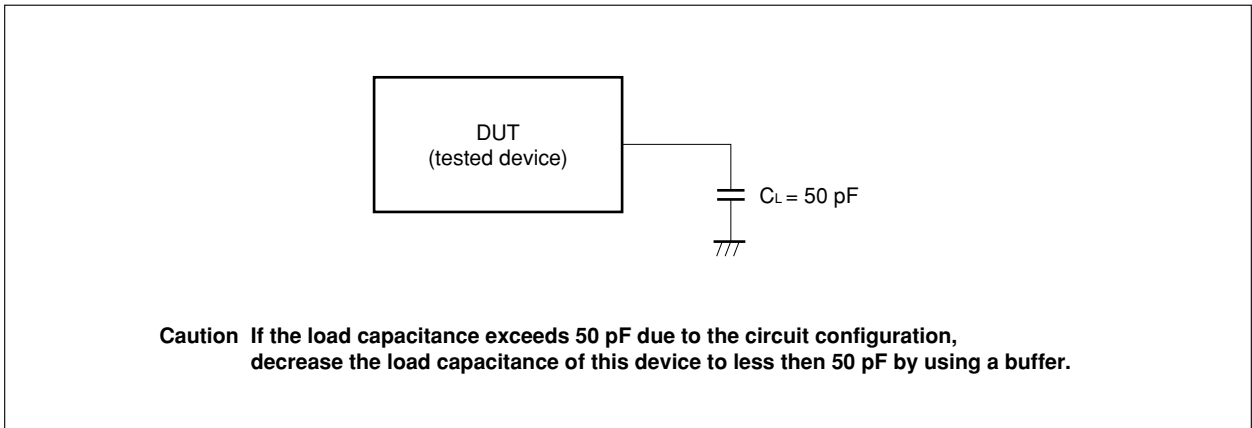 DUT
(tested device)
CL = 50 pF
Caution If the load capacitance exceeds 50 pF due to the circuit configuration,
decrease the load capacitance of this device to less then 50 pF by using a buffer.